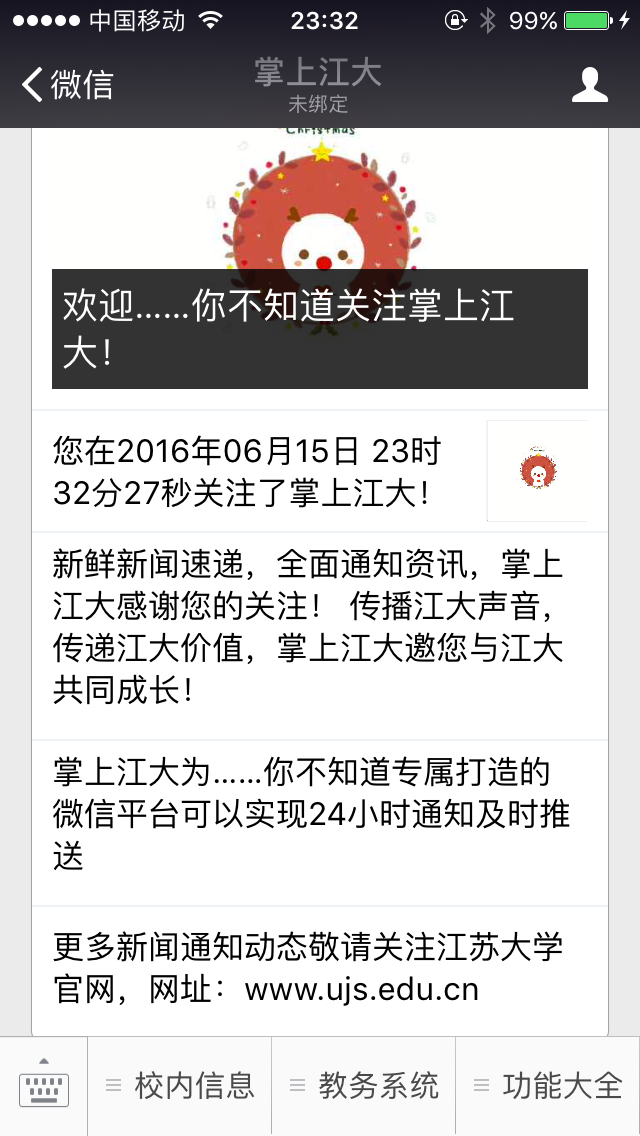 中国移动 23:32 99%
微信 掌上江大
未绑定
Christmas
欢迎……你不知道关注掌上江
大！
您在2016年06月15日 23时
32分27秒关注了掌上江大！
新鲜新闻速递，全面通知资讯，掌上
江大感谢您的关注！ 传播江大声音，
传递江大价值，掌上江大邀您与江大
共同成长！
掌上江大为……你不知道专属打造的
微信平台可以实现24小时通知及时推
送
更多新闻通知动态敬请关注江苏大学
官网，网址：www.ujs.edu.cn
校内信息 教务系统 功能大全